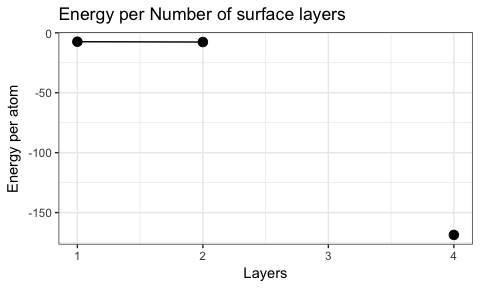 Energy per Number of surface layers
Energy per atom
0
-50
-100
-150
1 2 3 4
Layers